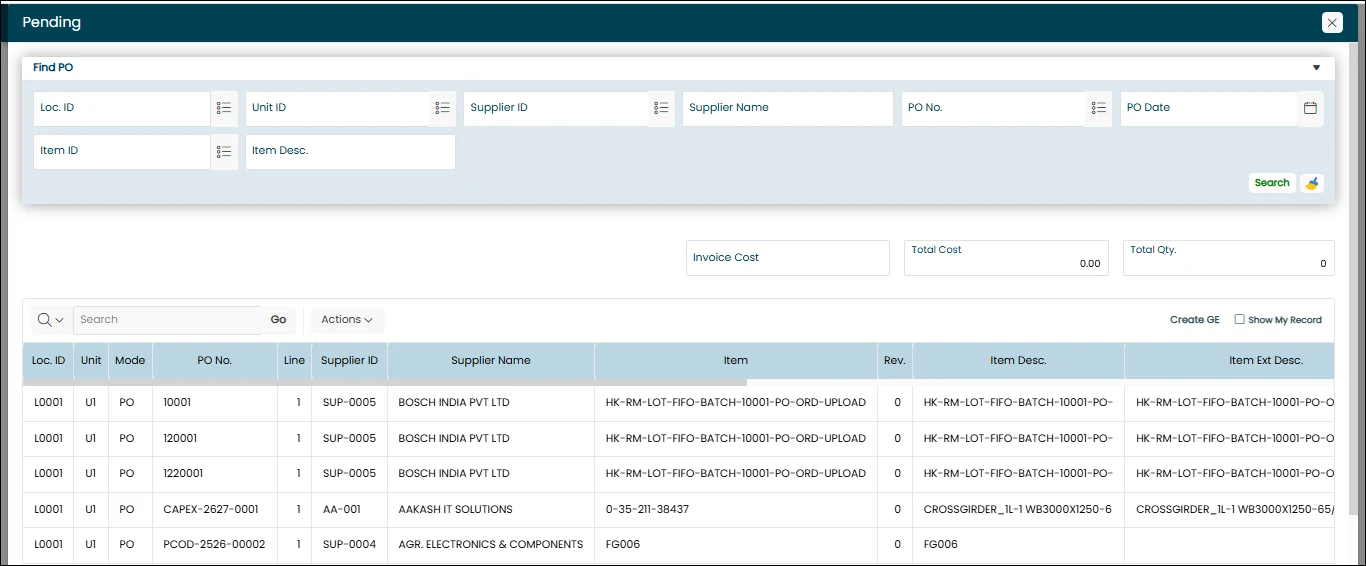 Pending
Find PO
Loc. ID Unit ID Supplier ID Supplier Name PO No. PO Date
Item ID Item Desc.
Search
Invoice Cost Total Cost 0.00 Total Qty. 0
Search Go Actions Create GE Show My Record
Loc. ID Unit Mode PO No. Line Supplier ID Supplier Name Item Rev. Item Desc. Item Ext Desc.
L0001 U1 PO 10001 1 SUP-0005 BOSCH INDIA PVT LTD HK-RM-LOT-FIFO-BATCH-10001-PO-ORD-UPLOAD 0 HK-RM-LOT-FIFO-BATCH-10001-PO- HK-RM-LOT-FIFO-BATCH-10001-PO-O
L0001 U1 PO 120001 1 SUP-0005 BOSCH INDIA PVT LTD HK-RM-LOT-FIFO-BATCH-10001-PO-ORD-UPLOAD 0 HK-RM-LOT-FIFO-BATCH-10001-PO- HK-RM-LOT-FIFO-BATCH-10001-PO-O
L0001 U1 PO 1220001 1 SUP-0005 BOSCH INDIA PVT LTD HK-RM-LOT-FIFO-BATCH-10001-PO-ORD-UPLOAD 0 HK-RM-LOT-FIFO-BATCH-10001-PO- HK-RM-LOT-FIFO-BATCH-10001-PO-O
L0001 U1 PO CAPEX-2627-0001 1 AA-001 AAKASH IT SOLUTIONS 0-35-211-38437 0 CROSSGIRDER_1L-1 WB3000X1250-6 CROSSGIRDER_1L-1 WB3000X1250-65/
L0001 U1 PO PCOD-2526-00002 1 SUP-0004 AGR. ELECTRONICS & COMPONENTS FG006 0 FG006